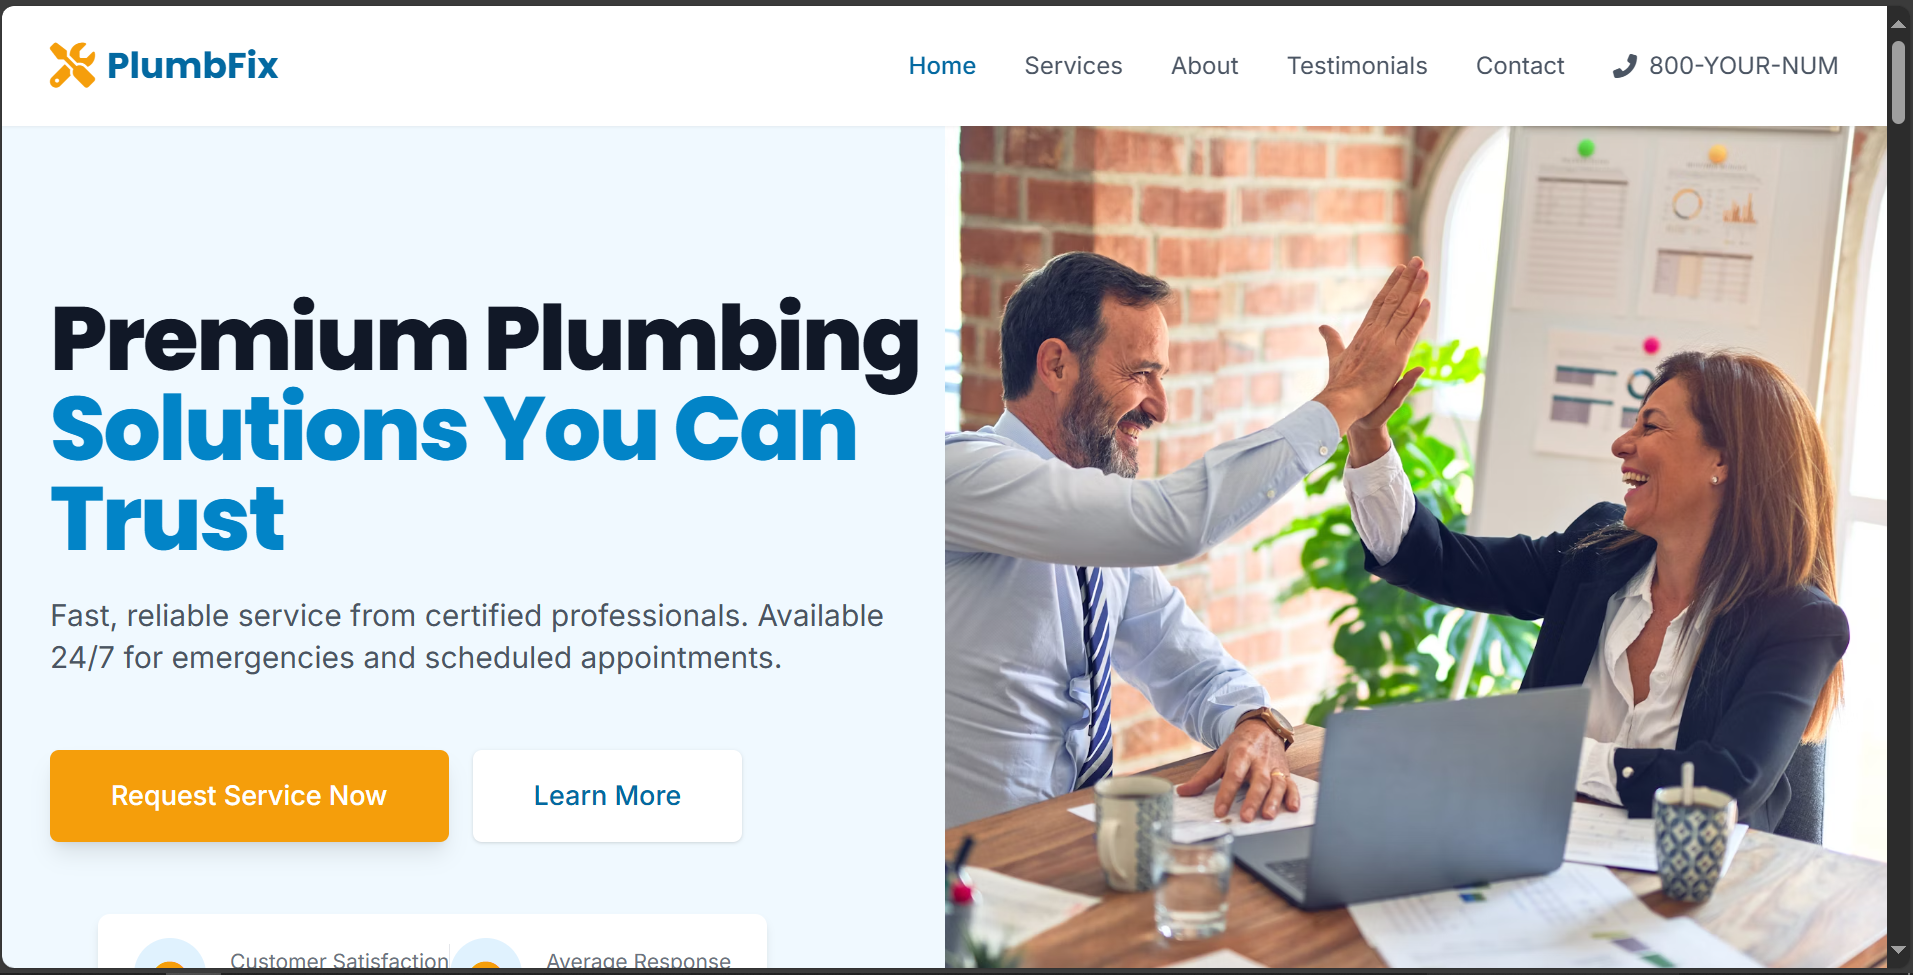 PlumbFix
Home Services About Testimonials Contact 800-YOUR-NUM
Premium Plumbing
Solutions You Can
Trust
Fast, reliable service from certified professionals. Available
24/7 for emergencies and scheduled appointments.
Request Service Now
Learn More
Customer Satisfaction
Average Response